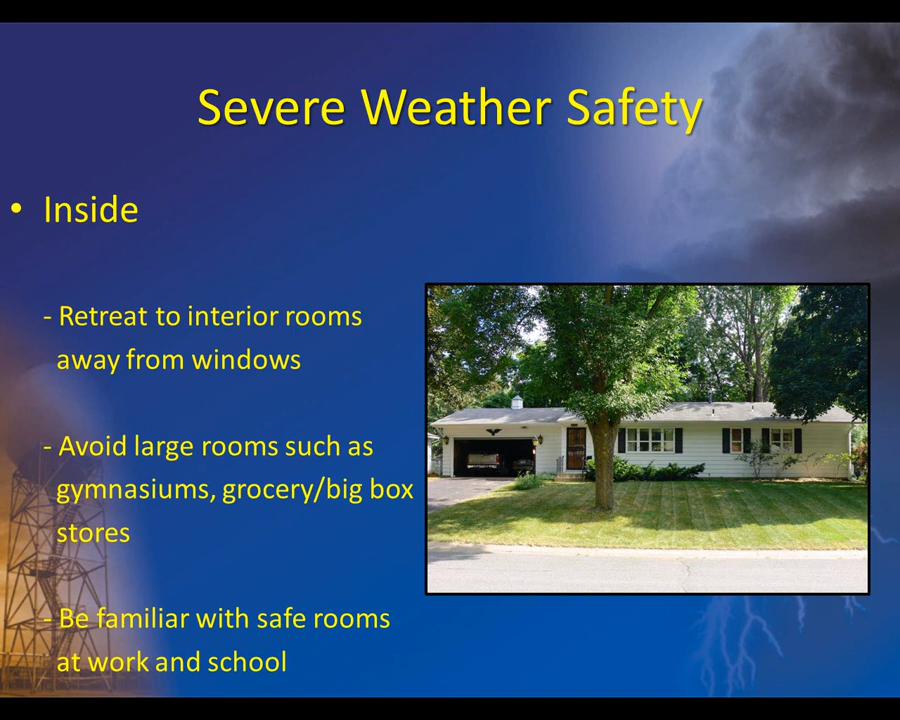 Severe Weather Safety
• Inside
- Retreat to interior rooms
away from windows
- Avoid large rooms such as
gymnasiums, grocery/big box
stores
- Be familiar with safe rooms
at work and school